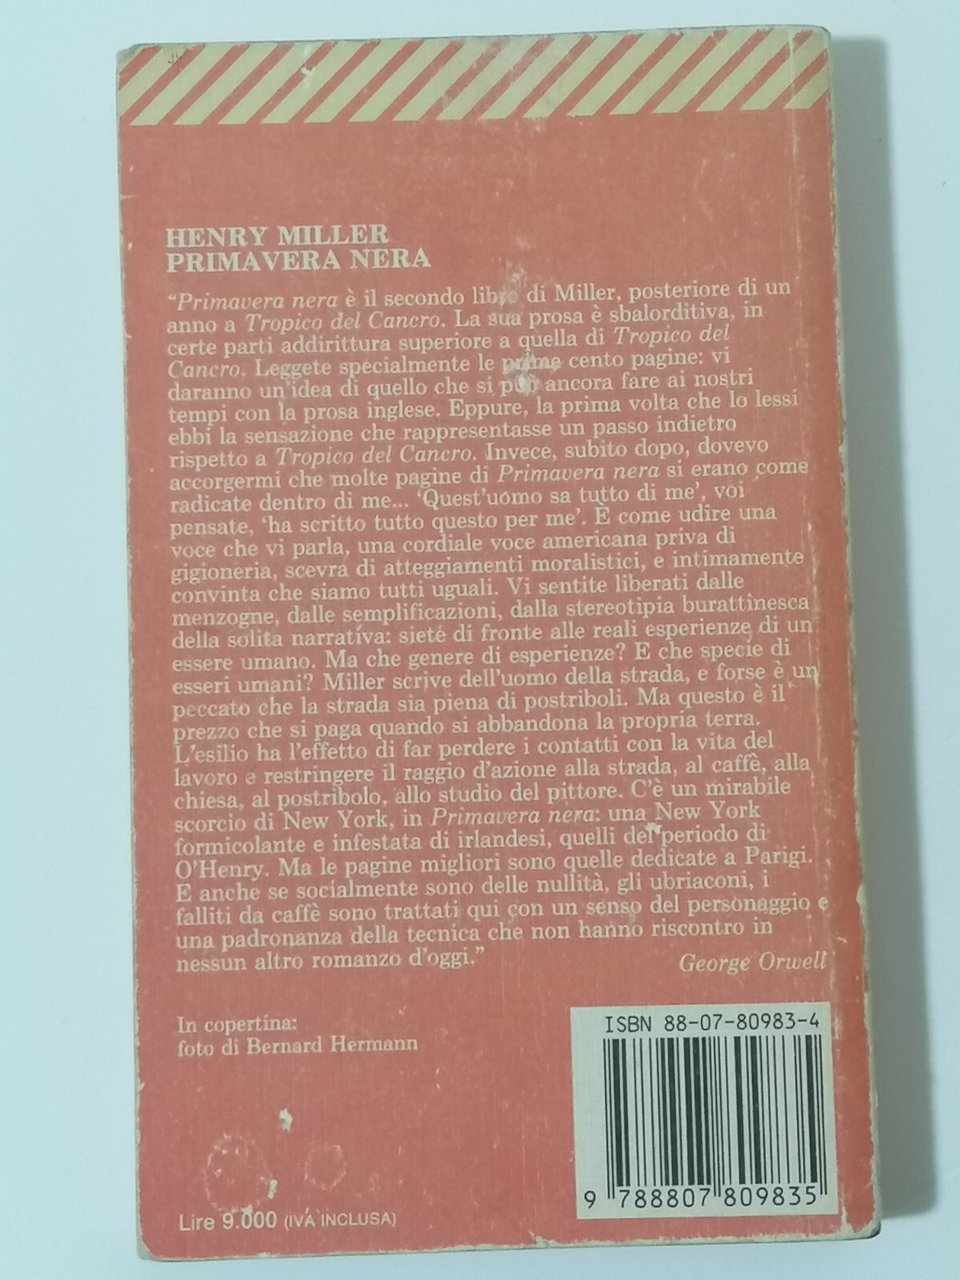 HENRY MILLER
PRIMAVERA NERA
"Primavera nera è il secondo libro di Miller, posteriore di un
anno a Tropico del Cancro. La sua prosa è sbalorditiva, in
certe parti addirittura superiore a quella di Tropico del
Cancro. Leggete specialmente le prime cento pagine: vi
daranno un'idea di quello che si può ancora fare ai nostri
tempi con la prosa inglese. Eppure, la prima volta che lo lessi
ebbi la sensazione che rappresentasse un passo indietro
rispetto a Tropico del Cancro. Invece, subito dopo, dovevo
accorgermi che molte pagine di Primavera nera si erano come
radicate dentro di me... 'Quest'uomo sa tutto di me', voi
pensate, 'ha scritto tutto questo per me'. È come udire una
voce che vi parla, una cordiale voce americana priva di
gigioneria, scevra di atteggiamenti moralistici, e intimamente
convinta che siamo tutti uguali. Vi sentite liberati dalle
menzogne, dalle semplificazioni, dalla stereotipia burattinesca
della solita narrativa: siete di fronte alle reali esperienze di un
essere umano. Ma che genere di esperienze? E che specie di
esseri umani? Miller scrive dell'uomo della strada, e forse è un
peccato che la strada sia piena di postriboli. Ma questo è il
prezzo che si paga quando si abbandona la propria terra.
L'esilio ha l'effetto di far perdere i contatti con la vita del
lavoro e restringere il raggio d'azione alla strada, al caffè, alla
chiesa, al postribolo, allo studio del pittore. C'è un mirabile
scorcio di New York, in Primavera nera: una New York
formicolante e infestata di irlandesi, quelli del periodo di
O'Henry. Ma le pagine migliori sono quelle dedicate a Parigi.
E anche se socialmente sono delle nullità, gli ubriaconi, i
falliti da caffè sono trattati qui con un senso del personaggio e
una padronanza della tecnica che non hanno riscontro in
nessun altro romanzo d'oggi."
George Orwell
In copertina:
foto di Bernard Hermann
ISBN 88-07-80983-4
9 788807 809835
Lire 9.000 (IVA INCLUSA)